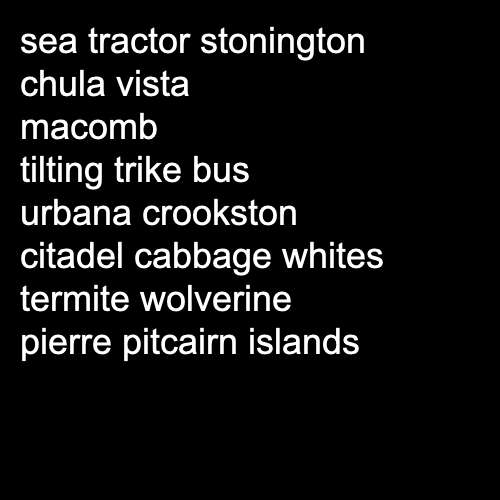 sea tractor stonington
chula vista
macomb
tilting trike bus
urbana crookston
citadel cabbage whites
termite wolverine
pierre pitcairn islands